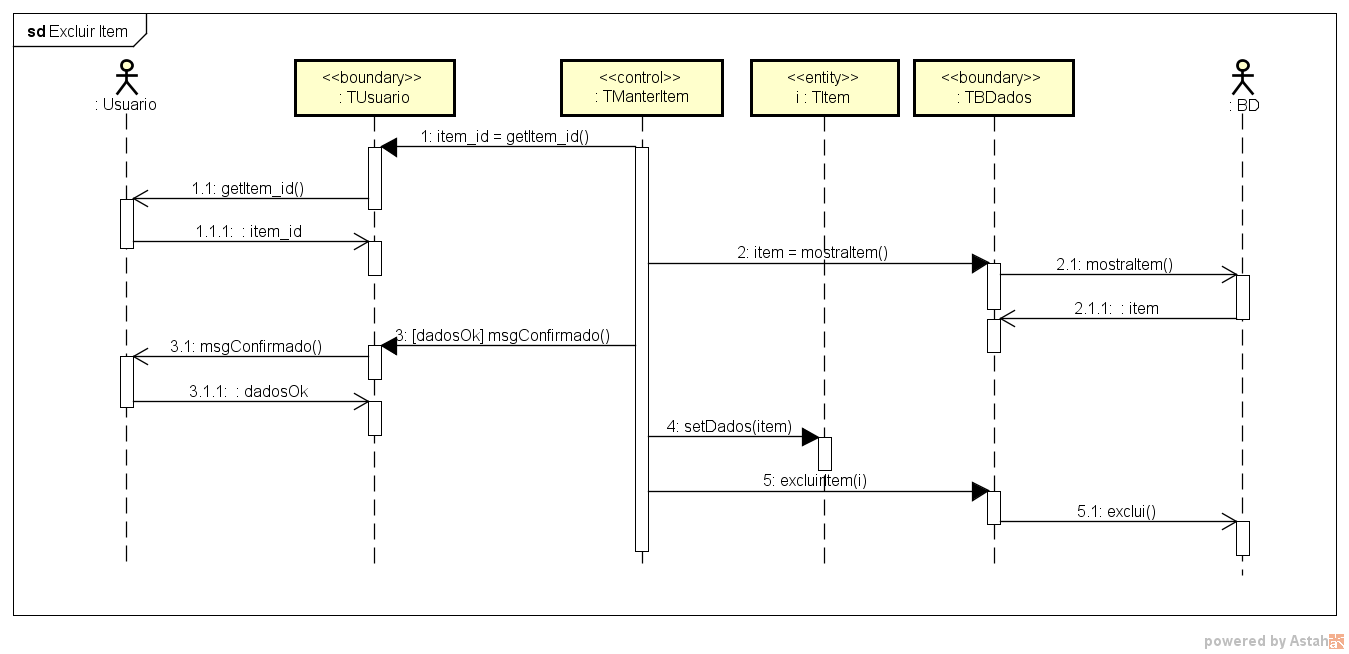 sd Excluir Item
: Usuario
<<boundary>>
: TUsuario
<<control>>
: TManterItem
<<entity>>
i : TItem
<<boundary>>
: TBDados
: BD
1: item_id = getItem_id()
1.1: getItem_id()
1.1.1:  : item_id
2: item = mostraItem()
2.1: mostraItem()
2.1.1:  : item
3: [dadosOk] msgConfirmado()
3.1: msgConfirmado()
3.1.1:  : dadosOk
4: setDados(item)
5: excluirItem(i)
5.1: exclui()
powered by Astah